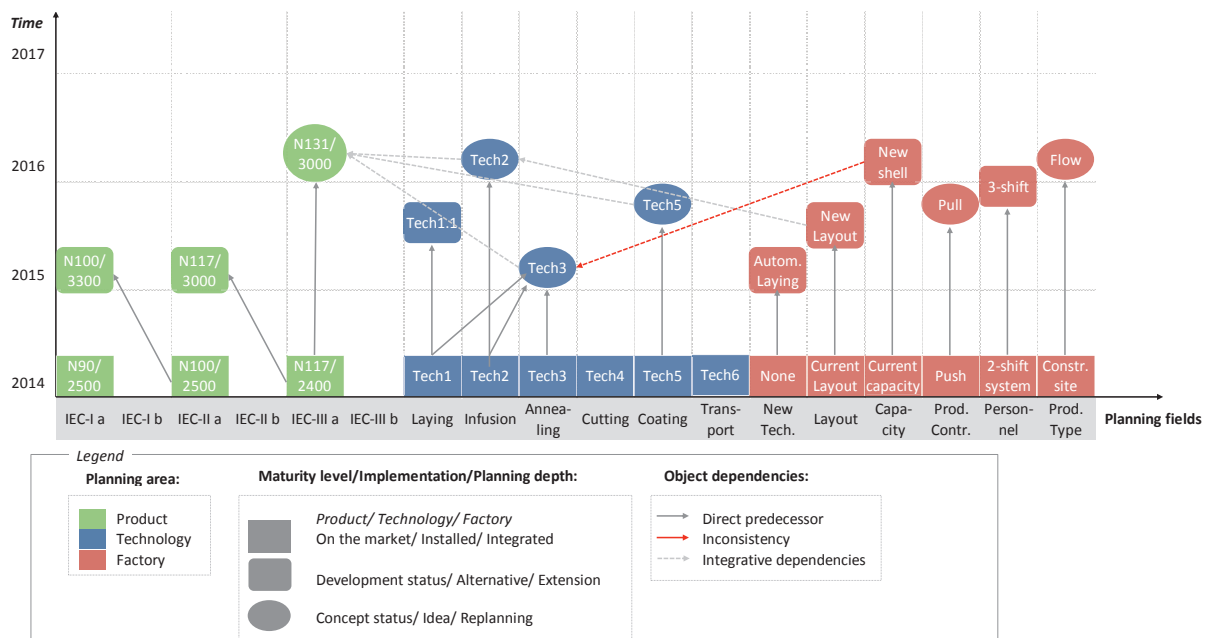 Time
2017
2016
2015
2014
N131/
3000
Tech2
New
shell
Flow
3-shift
Tech5
Pull
Tech1.1
New
Layout
N100/
3300
N117/
3000
Tech3
Autom.
Laying
N90/
2500
N100/
2500
N117/
2400
Tech1
Tech2
Tech3
Tech4
Tech5
Tech6
None
Current
Layout
Current
capacity
Push
2-shift
system
Constr.
site
IEC-I a
IEC-I b
IEC-II a
IEC-II b
IEC-III a
IEC-III b
Laying
Infusion
Annea-
ling
Cutting
Coating
Trans-
port
New
Tech.
Layout
Capa-
city
Prod.
Contr.
Person-
nel
Prod.
Type
Planning fields
Legend
Planning area:
Product
Technology
Factory
Maturity level/Implementation/Planning depth:
Product/ Technology/ Factory
On the market/ Installed/ Integrated
Development status/ Alternative/ Extension
Concept status/ Idea/ Replanning
Object dependencies:
Direct predecessor
Inconsistency
Integrative dependencies